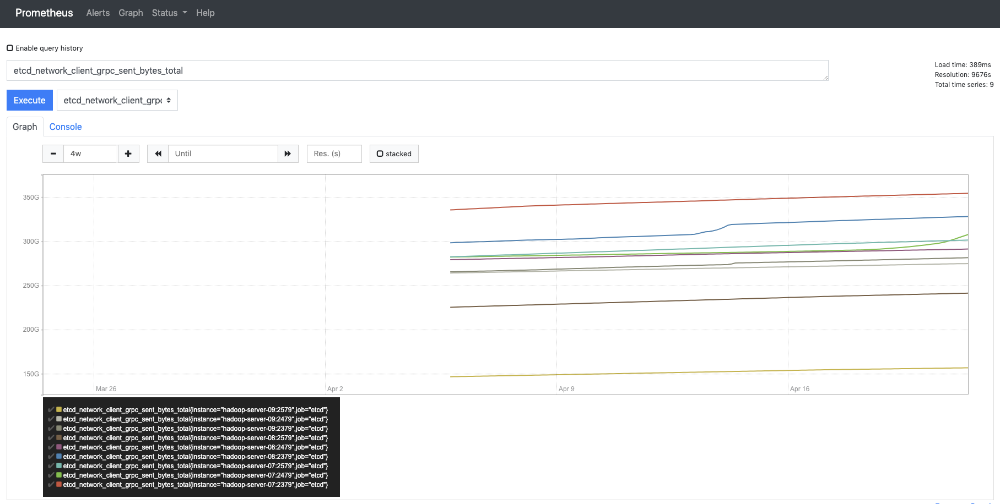 Prometheus Alerts Graph Status Help
Enable query history
etcd_network_client_grpc_sent_bytes_total
Load time: 389ms
Resolution: 9676s
Total time series: 9
Execute etcd_network_client_grpc
Graph Console
4w Until Res. (s) stacked
350G
300G
250G
200G
150G
Mar 26 Apr 2 Apr 9 Apr 16
etcd_network_client_grpc_sent_bytes_total{instance="hadoop-server-09:2579",job="etcd"}
etcd_network_client_grpc_sent_bytes_total{instance="hadoop-server-09:2479",job="etcd"}
etcd_network_client_grpc_sent_bytes_total{instance="hadoop-server-09:2379",job="etcd"}
etcd_network_client_grpc_sent_bytes_total{instance="hadoop-server-08:2579",job="etcd"}
etcd_network_client_grpc_sent_bytes_total{instance="hadoop-server-08:2479",job="etcd"}
etcd_network_client_grpc_sent_bytes_total{instance="hadoop-server-08:2379",job="etcd"}
etcd_network_client_grpc_sent_bytes_total{instance="hadoop-server-07:2579",job="etcd"}
etcd_network_client_grpc_sent_bytes_total{instance="hadoop-server-07:2479",job="etcd"}
etcd_network_client_grpc_sent_bytes_total{instance="hadoop-server-07:2379",job="etcd"}